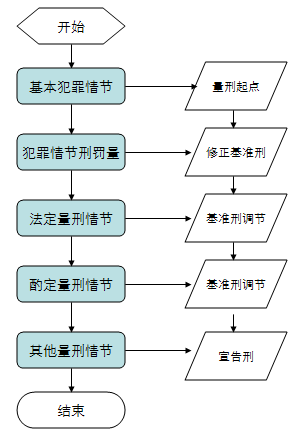 开始
基本犯罪情节
量刑起点
犯罪情节刑罚量
修正基准刑
法定量刑情节
基准刑调节
酌定量刑情节
基准刑调节
其他量刑情节
宣告刑
结束